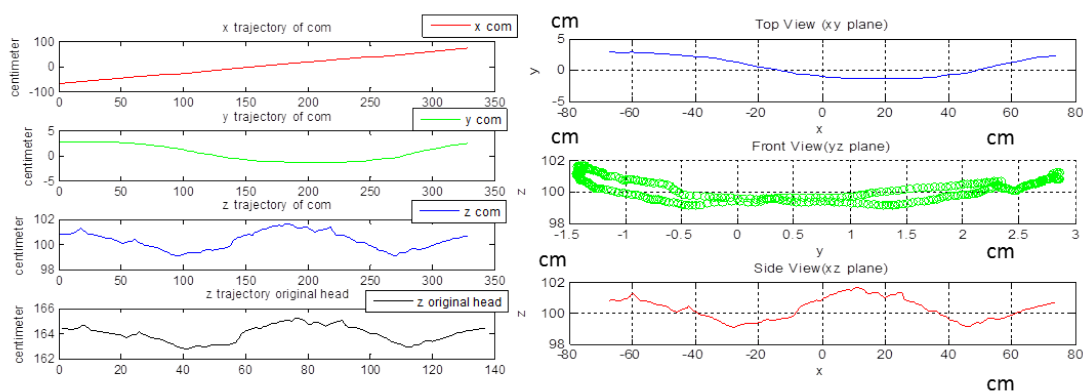 x trajectory of com
x com
centimeter
100
0
-100
0 50 100 150 200 250 300 350
y trajectory of com
y com
centimeter
5
0
-5
0 50 100 150 200 250 300 350
z trajectory of com
z com
centimeter
102
100
98
0 50 100 150 200 250 300 350
z trajectory original head
z original head
centimeter
166
164
162
0 20 40 60 80 100 120 140
cm
Top View (xy plane)
y
5
0
-5
-80 -60 -40 -20 0 20 40 60 80
x
cm
cm
Front View(yz plane)
z
102
100
98
-1.5 -1 -0.5 0 0.5 1 1.5 2 2.5 3
y
cm
cm
Side View(xz plane)
z
102
100
98
-80 -60 -40 -20 0 20 40 60 80
x
cm